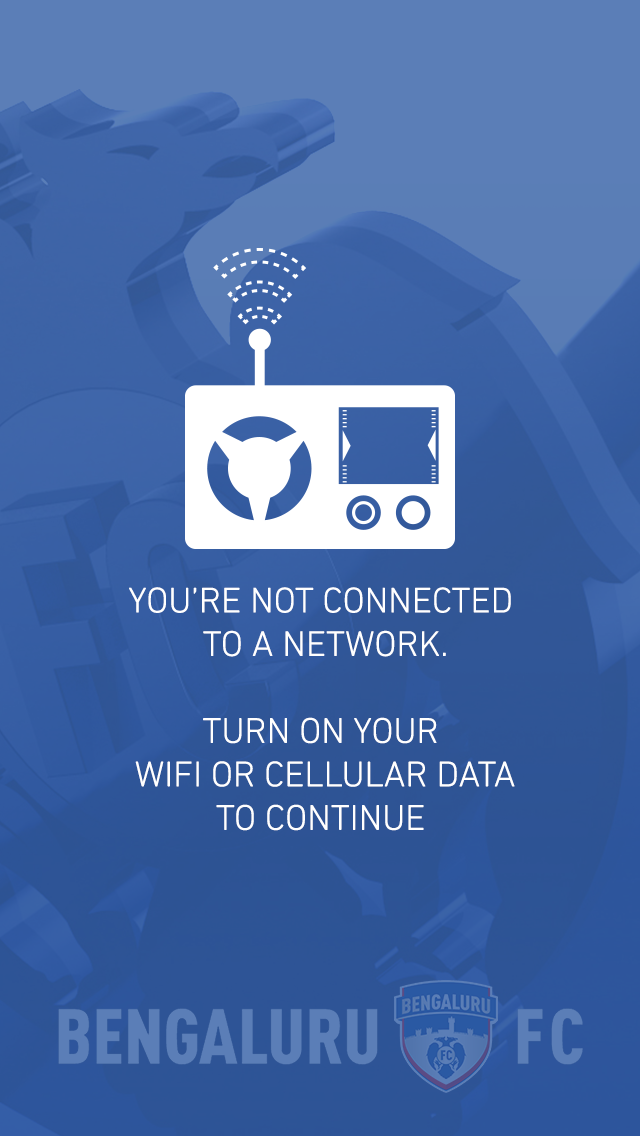 YOU'RE NOT CONNECTED
TO A NETWORK.
TURN ON YOUR
WIFI OR CELLULAR DATA
TO CONTINUE
BENGALURU
BENGALURU
FC
FC
FC